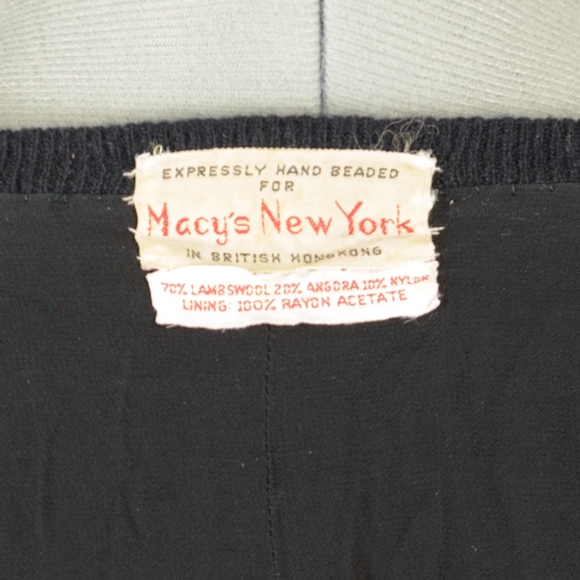 EXPRESSLY HAND BEADED
FOR
Macy's New York
IN BRITISH HONGKONG
70% LAMBSWOOL 20% ANGORA 10% NYLON
LINING: 100% RAYON ACETATE